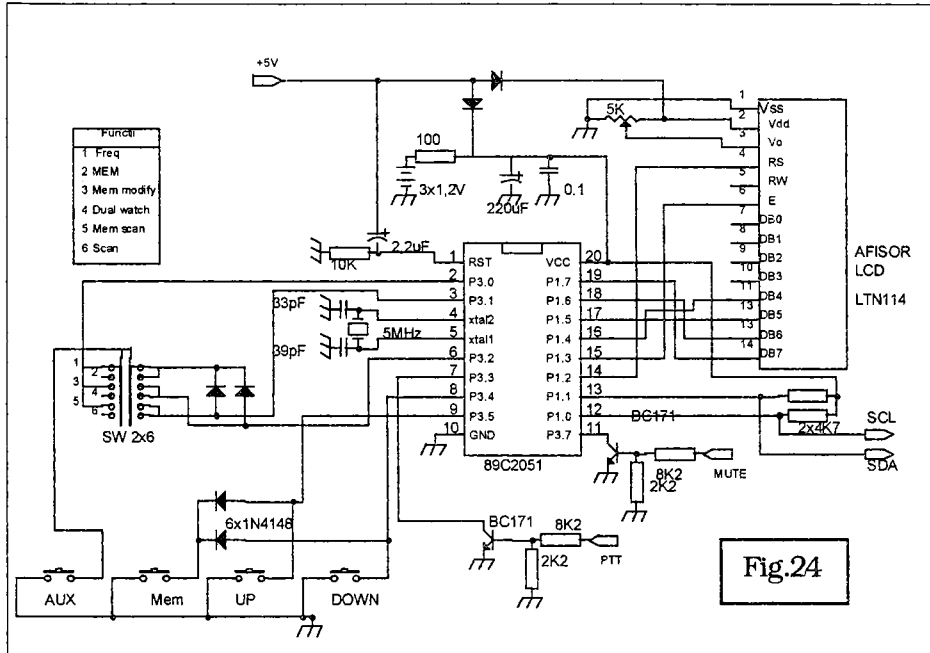 +5V
Functii
1 Freq
2 MEM
3 Mem modify
4 Dual watch
5 Mem scan
6 Scan
100
3x1,2V
220uF
0.1
5K
1
2
3
4
5
6
7
8
9
10
11
13
13
14
Vss
Vdd
Vo
RS
RW
E
DB0
DB1
DB2
DB3
DB4
DB5
DB6
DB7
AFISOR
LCD
LTN114
2.2uF
10K
33pF
39pF
5MHz
1 RST VCC 20
2 P3.0 P1.7 19
3 P3.1 P1.6 18
4 xtal2 P1.5 17
5 xtal1 P1.4 16
6 P3.2 P1.3 15
7 P3.3 P1.2 14
8 P3.4 P1.1 13
9 P3.5 P1.0 12
10 GND P3.7 11
89C2051
1
2
3
4
5
6
SW 2x6
BC171
2x4K7
SCL
SDA
8K2
MUTE
2K2
6x1N4148
BC171
8K2
PTT
2K2
AUX
Mem
UP
DOWN
Fig.24